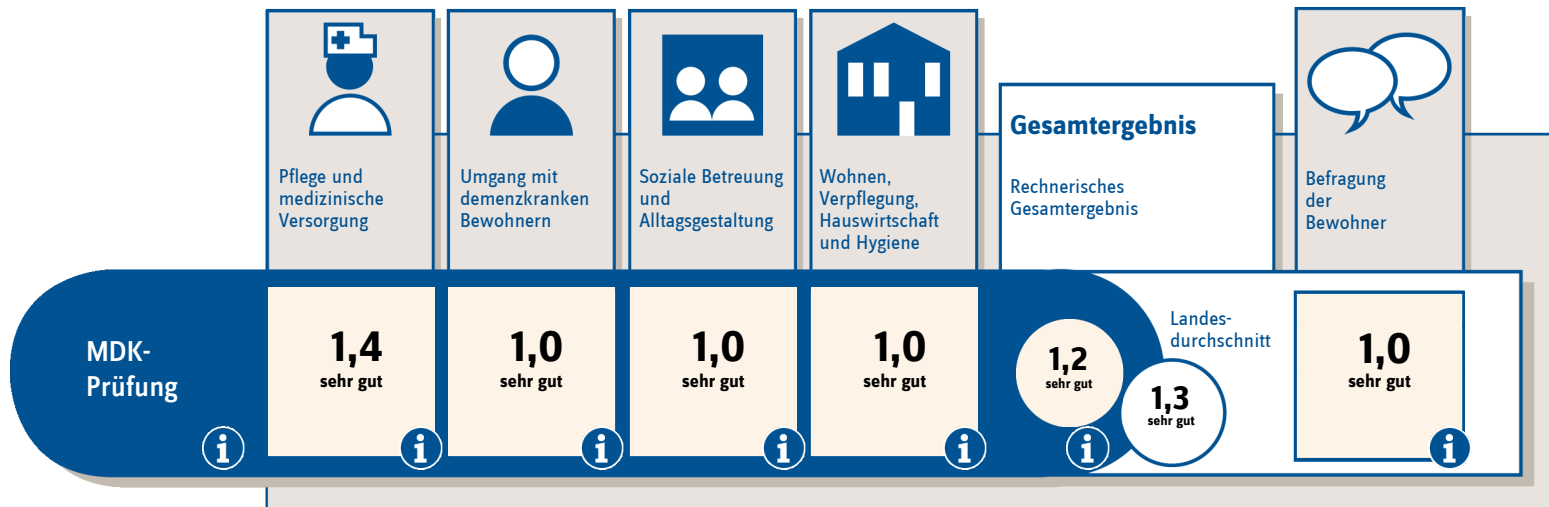 Pflege und
medizinische
Versorgung
Umgang mit
demenzkranken
Bewohnern
Soziale Betreuung
und
Alltagsgestaltung
Wohnen,
Verpflegung,
Hauswirtschaft
und Hygiene
Gesamtergebnis
Rechnerisches
Gesamtergebnis
Befragung
der
Bewohner
MDK-
Prüfung
i
1,4
sehr gut
i
1,0
sehr gut
i
1,0
sehr gut
i
1,0
sehr gut
i
1,2
sehr gut
i
Landes-
durchschnitt
1,3
sehr gut
1,0
sehr gut
i